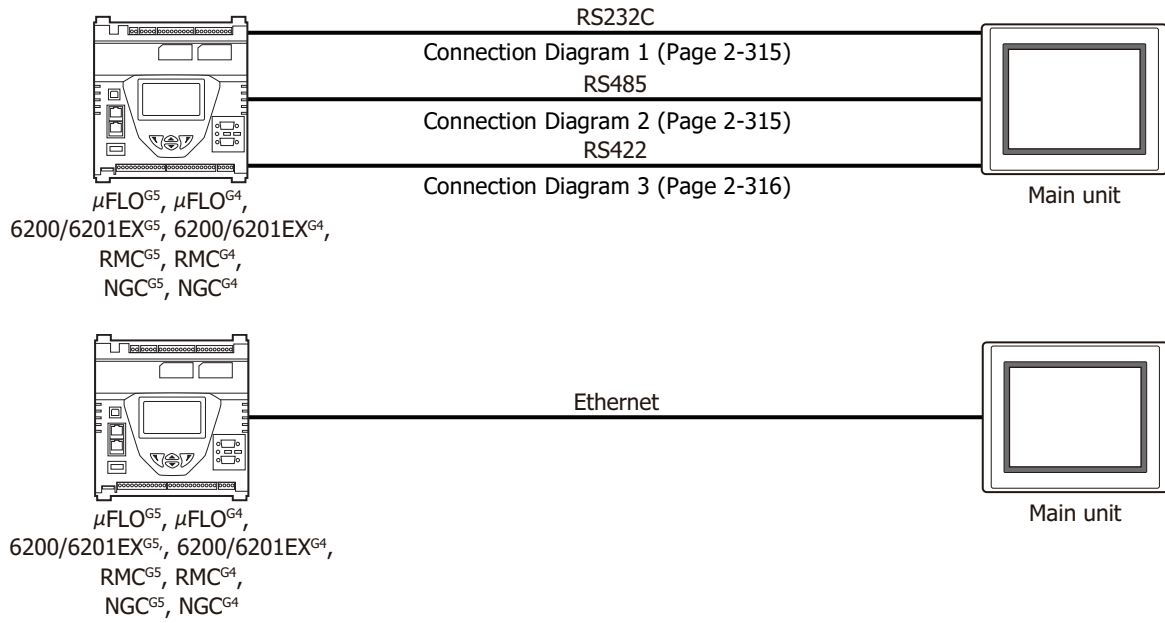 RS232C
Connection Diagram 1 (Page 2-315)
RS485
Connection Diagram 2 (Page 2-315)
RS422
Connection Diagram 3 (Page 2-316)
Main unit
μFLOᴳ⁵, μFLOᴳ⁴,
6200/6201EXᴳ⁵, 6200/6201EXᴳ⁴,
RMCᴳ⁵, RMCᴳ⁴,
NGCᴳ⁵, NGCᴳ⁴
Ethernet
Main unit
μFLOᴳ⁵, μFLOᴳ⁴,
6200/6201EXᴳ⁵,, 6200/6201EXᴳ⁴,
RMCᴳ⁵, RMCᴳ⁴,
NGCᴳ⁵, NGCᴳ⁴